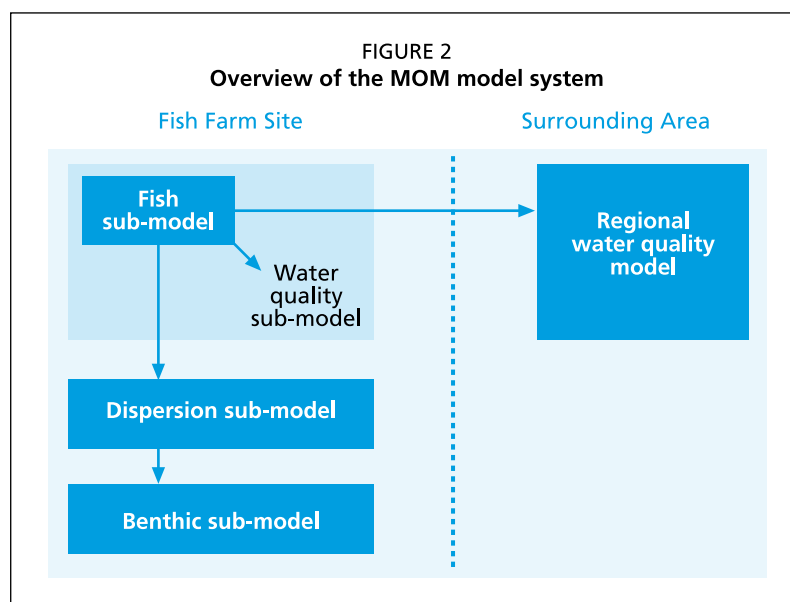 FIGURE 2
Overview of the MOM model system
Fish Farm Site
Surrounding Area
Fish
sub-model
Water
quality
sub-model
Regional
water quality
model
Dispersion sub-model
Benthic sub-model